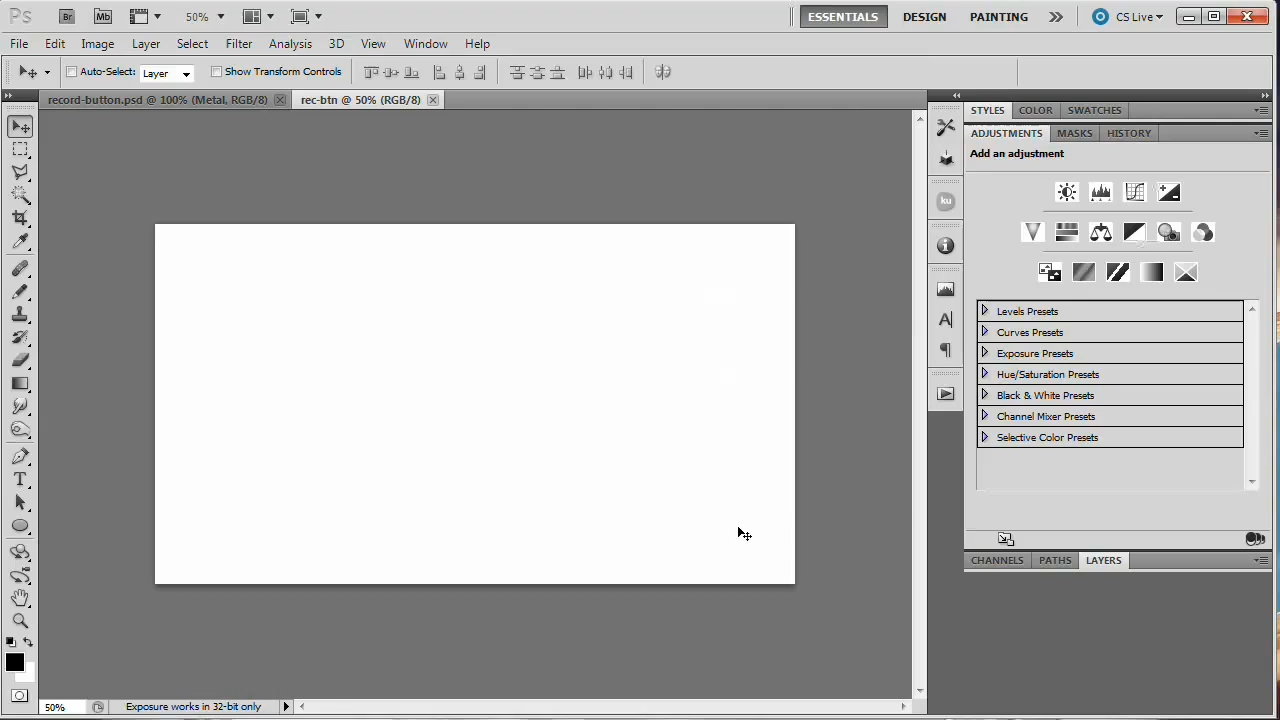 Ps Br Mb 50% ESSENTIALS DESIGN PAINTING CS Live
File Edit Image Layer Select Filter Analysis 3D View Window Help
Auto-Select: Layer Show Transform Controls
record-button.psd @ 100% (Metal, RGB/8) rec-btn @ 50% (RGB/8)
STYLES COLOR SWATCHES
ADJUSTMENTS MASKS HISTORY
Add an adjustment
ku
Levels Presets
Curves Presets
Exposure Presets
Hue/Saturation Presets
Black & White Presets
Channel Mixer Presets
Selective Color Presets
CHANNELS PATHS LAYERS
50% Exposure works in 32-bit only